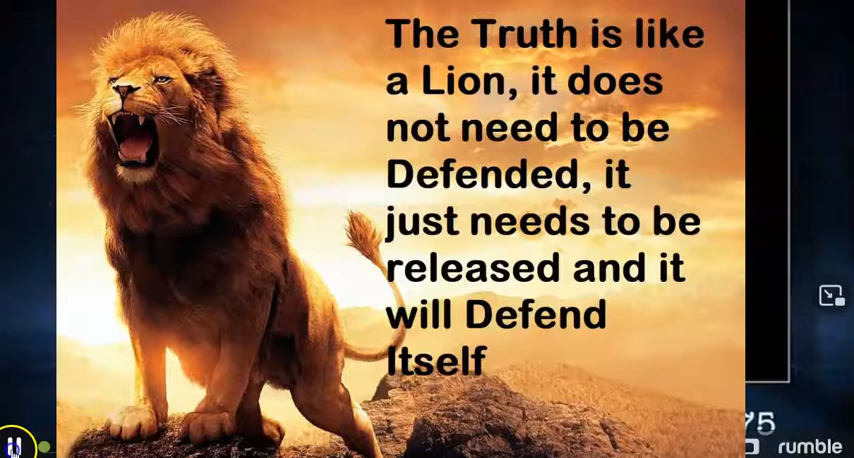 The Truth is like
a Lion, it does
not need to be
Defended, it
just needs to be
released and it
will Defend
Itself
75
rumble